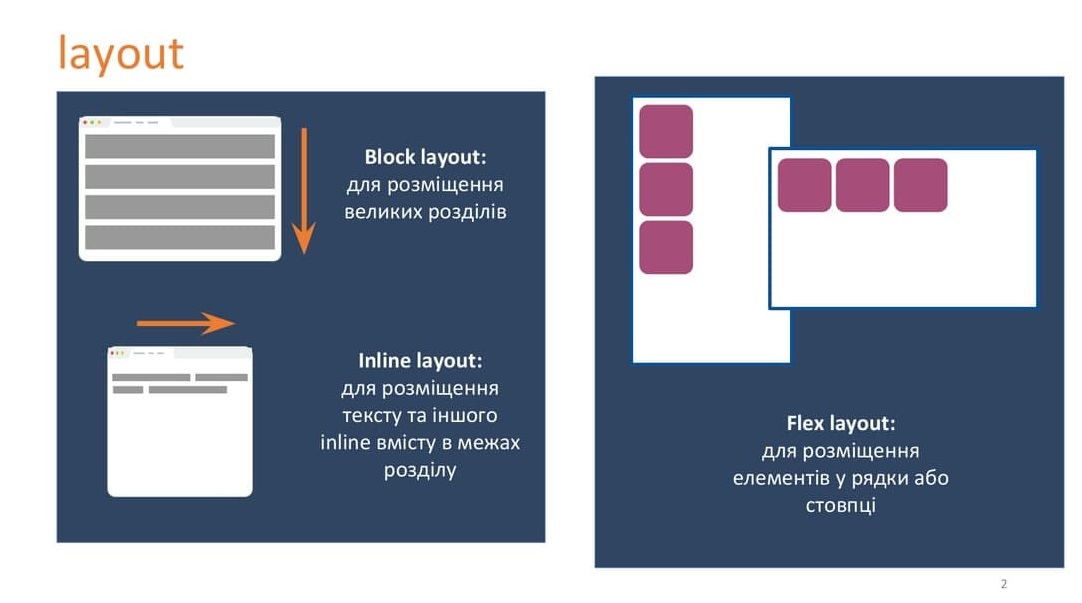 layout
Block layout:
для розміщення
великих розділів
Inline layout:
для розміщення
тексту та іншого
inline вмісту в межах
розділу
Flex layout:
для розміщення
елементів у рядки або
стовпці
2